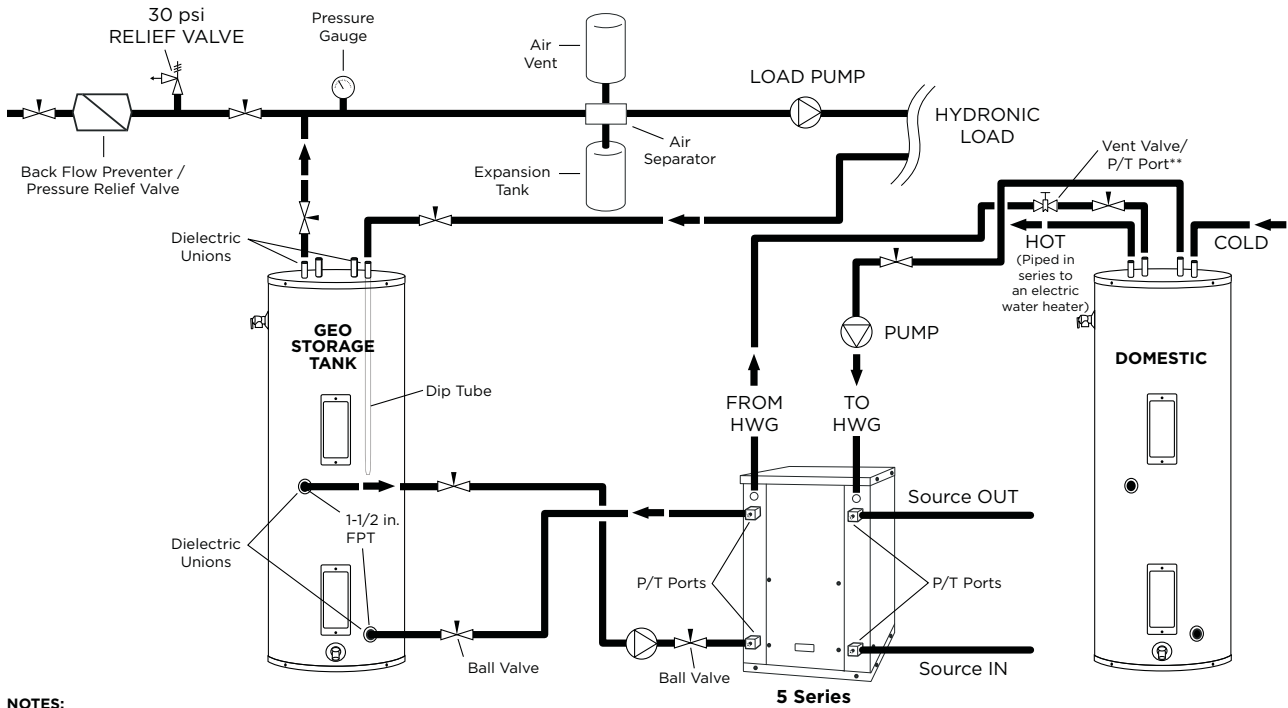 30 psi
RELIEF VALVE
Pressure
Gauge
Air
Vent
LOAD PUMP
HYDRONIC
LOAD
Vent Valve/
P/T Port**
Back Flow Preventer /
Pressure Relief Valve
Air
Separator
Expansion
Tank
Dielectric
Unions
HOT
(Piped in
series to
an electric
water heater)
COLD
GEO
STORAGE
TANK
PUMP
DOMESTIC
Dip Tube
FROM
HWG
TO
HWG
Source OUT
1-1/2 in.
FPT
Dielectric
Unions
P/T Ports
P/T Ports
Ball Valve
Ball Valve
Source IN
5 Series
NOTES: